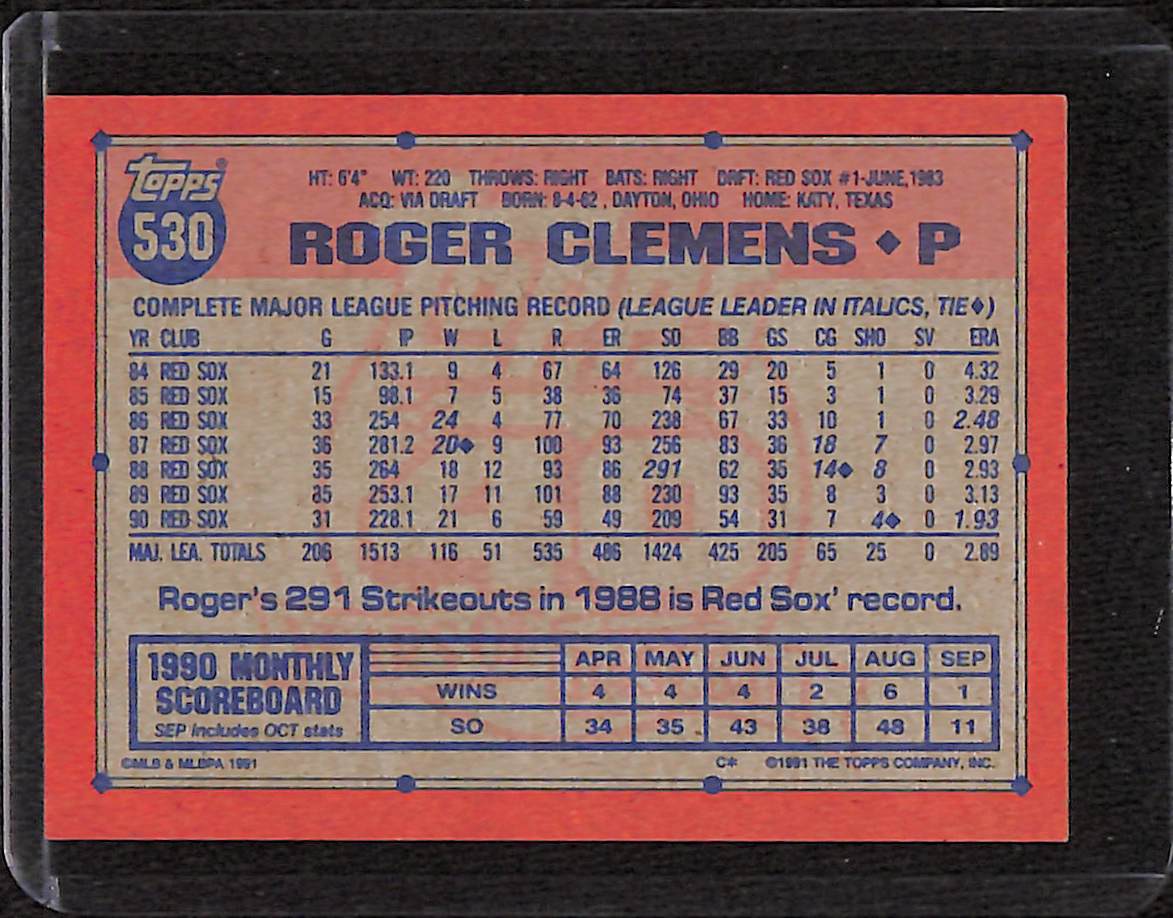 Topps®
530
HT: 6'4" WT: 220 THROWS: RIGHT BATS: RIGHT DRFT: RED SOX #1-JUNE,1983
ACQ: VIA DRAFT BORN: 8-4-62 , DAYTON, OHIO HOME: KATY, TEXAS
ROGER CLEMENS ◆ P
COMPLETE MAJOR LEAGUE PITCHING RECORD (LEAGUE LEADER IN ITALICS, TIE◆)
YR CLUB G IP W L R ER SO BB GS CG SHO SV ERA
84 RED SOX 21 133.1 9 4 67 64 126 29 20 5 1 0 4.32
85 RED SOX 15 98.1 7 5 38 36 74 37 15 3 1 0 3.29
86 RED SOX 33 254 24 4 77 70 238 67 33 10 1 0 2.48
87 RED SOX 36 281.2 20◆ 9 100 93 256 83 36 18 7 0 2.97
88 RED SOX 35 264 18 12 93 86 291 62 35 14◆ 8 0 2.93
89 RED SOX 35 253.1 17 11 101 88 230 93 35 8 3 0 3.13
90 RED SOX 31 228.1 21 6 59 49 209 54 31 7 4◆ 0 1.93
MAJ. LEA. TOTALS 206 1513 116 51 535 486 1424 425 205 65 25 0 2.89
Roger's 291 Strikeouts in 1988 is Red Sox' record.
1990 MONTHLY
SCOREBOARD
SEP includes OCT stats
APR MAY JUN JUL AUG SEP
WINS 4 4 4 2 6 1
SO 34 35 43 38 48 11
©MLB & MLBPA 1991 C* ©1991 THE TOPPS COMPANY, INC.